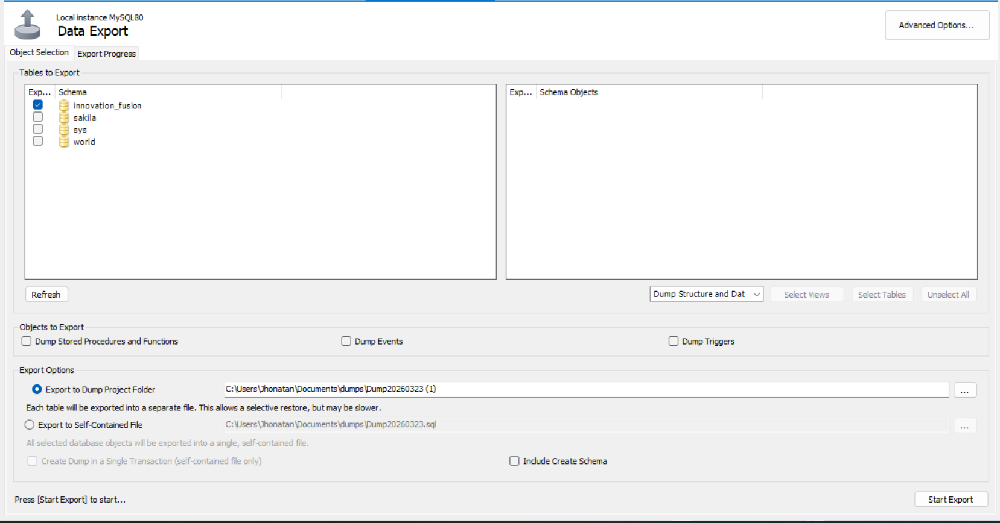 Local instance MySQL80
Data Export
Advanced Options...
Object Selection Export Progress
Tables to Export
Exp... Schema
innovation_fusion
sakila
sys
world
Exp... Schema Objects
Refresh
Dump Structure and Dat
Select Views
Select Tables
Unselect All
Objects to Export
Dump Stored Procedures and Functions
Dump Events
Dump Triggers
Export Options
Export to Dump Project Folder C:\Users\Jhonatan\Documents\dumps\Dump20260323 (1) ...
Each table will be exported into a separate file. This allows a selective restore, but may be slower.
Export to Self-Contained File C:\Users\Jhonatan\Documents\dumps\Dump20260323.sql ...
All selected database objects will be exported into a single, self-contained file.
Create Dump in a Single Transaction (self-contained file only)
Include Create Schema
Press [Start Export] to start...
Start Export